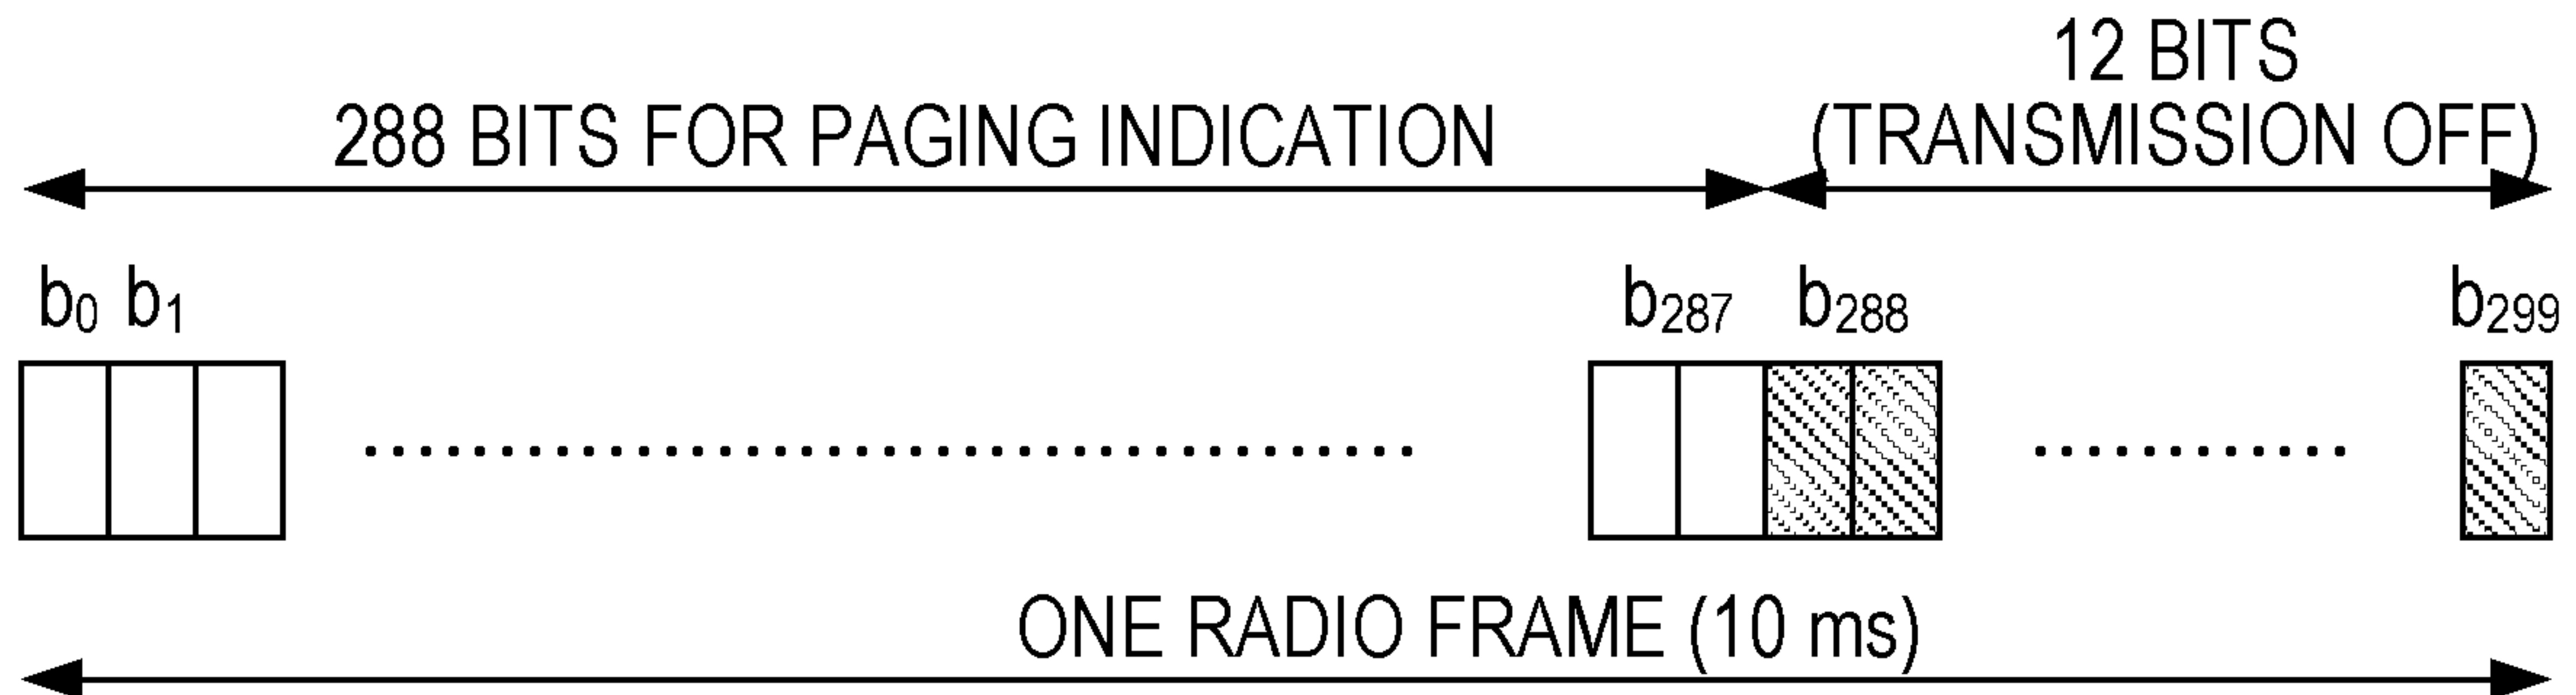 12 BITS
288 BITS FOR PAGING INDICATION (TRANSMISSION OFF)
b0 b1 b287 b288 b299
ONE RADIO FRAME (10 ms)